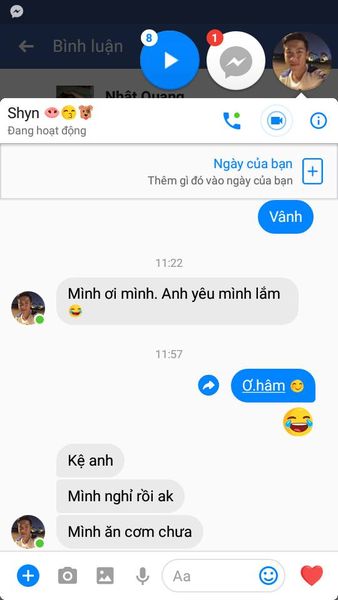 8
1
Bình luận
Nhật Quang
Shyn 🐽😙🐻
Đang hoạt động
Ngày của bạn
Thêm gì đó vào ngày của bạn
Vânh
11:22
Mình ơi mình. Anh yêu mình lắm
😂
11:57
Ơ.hâm 😊
😂
Kệ anh
Mình nghỉ rồi ak
Mình ăn cơm chưa
Aa